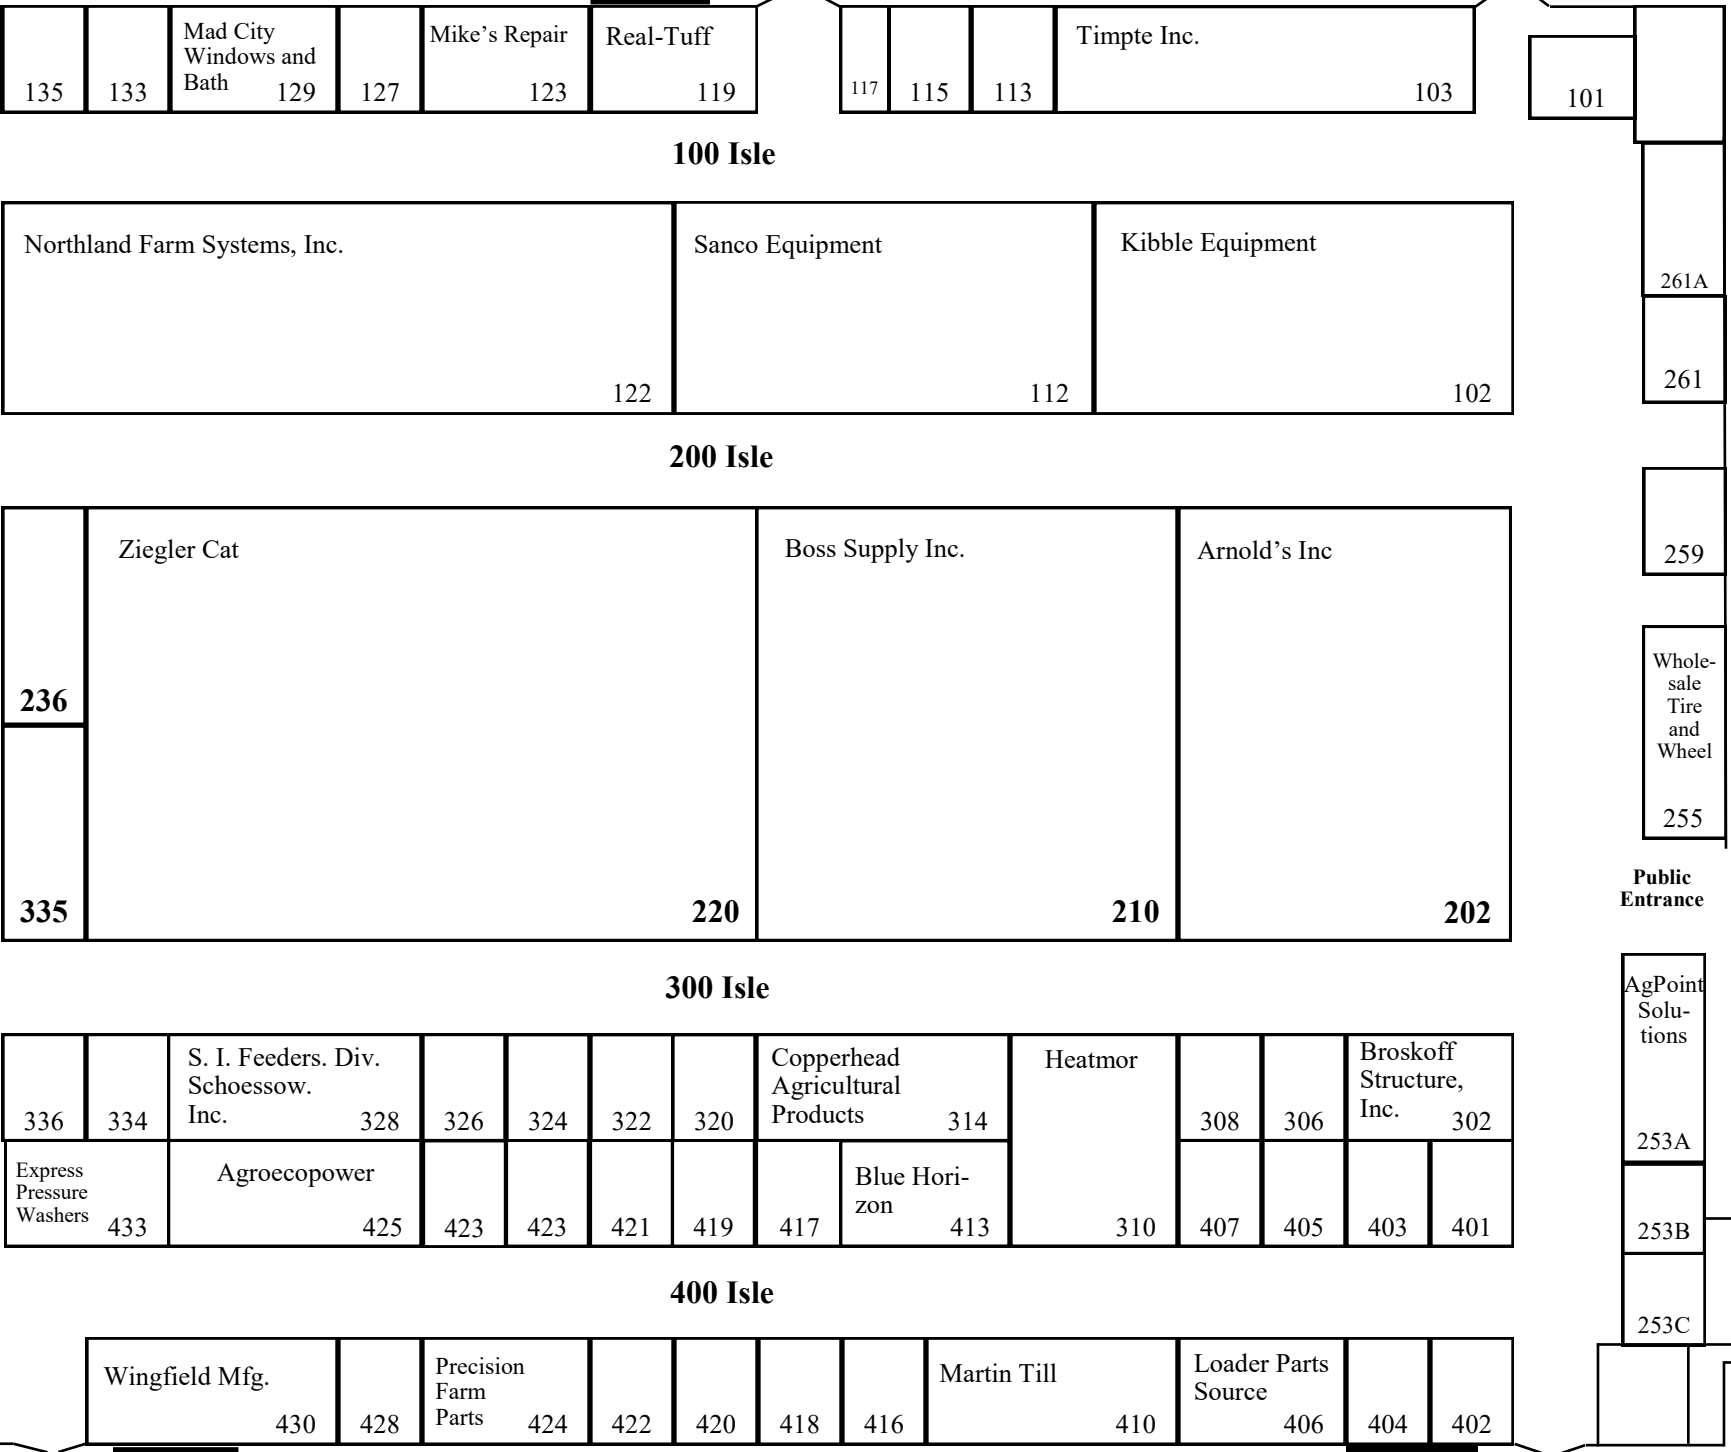 Mad City
Windows and
Bath
Mike's Repair
Real-Tuff
Timpte Inc.
135
133
129
127
123
119
117
115
113
103
101
100 Isle
Northland Farm Systems, Inc.
Sanco Equipment
Kibble Equipment
122
112
102
261A
261
200 Isle
Ziegler Cat
Boss Supply Inc.
Arnold's Inc
259
Whole-
sale
Tire
and
Wheel
255
236
335
220
210
202
Public
Entrance
300 Isle
AgPoint
Solu-
tions
253A
253B
253C
336
334
S. I. Feeders. Div.
Schoessow.
Inc.
328
326
324
322
320
Copperhead
Agricultural
Products
314
Heatmor
310
308
306
Broskoff
Structure,
Inc.
302
Express
Pressure
Washers
433
Agroecopower
425
423
423
421
419
417
Blue Hori-
zon
413
407
405
403
401
400 Isle
Wingfield Mfg.
430
428
Precision
Farm
Parts
424
422
420
418
416
Martin Till
410
Loader Parts
Source
406
404
402